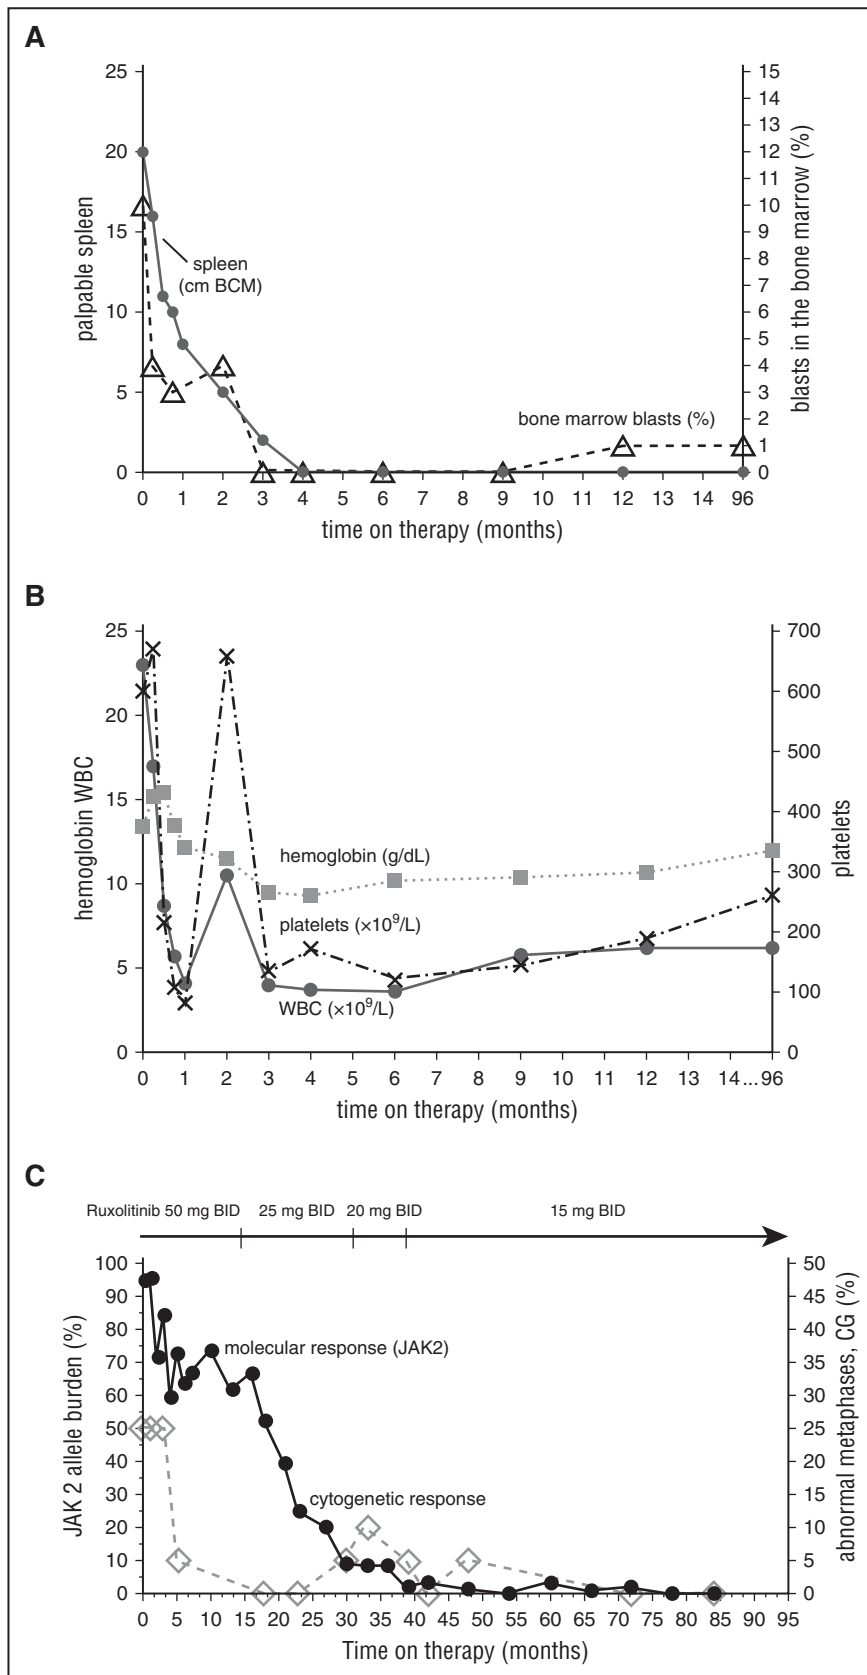 A
palpable spleen
25
20
15
10
5
0
spleen
(cm BCM)
bone marrow blasts (%)
15
14
13
12
11
10
9
8
7
6
5
4
3
2
1
0
blasts in the bone marrow (%)
0 1 2 3 4 5 6 7 8 9 10 11 12 13 14 96
time on therapy (months)
B
hemoglobin WBC
25
20
15
10
5
0
hemoglobin (g/dL)
platelets (×10⁹/L)
WBC (×10⁹/L)
700
600
500
400
300
200
100
0
platelets
0 1 2 3 4 6 7 8 9 10 11 12 13 14...96
time on therapy (months)
C
Ruxolitinib 50 mg BID 25 mg BID 20 mg BID 15 mg BID
JAK 2 allele burden (%)
100
90
80
70
60
50
40
30
20
10
0
molecular response (JAK2)
cytogenetic response
50
45
40
35
30
25
20
15
10
5
0
abnormal metaphases, CG (%)
0 5 10 15 20 25 30 35 40 45 50 55 60 65 70 75 80 85 90 95
Time on therapy (months)